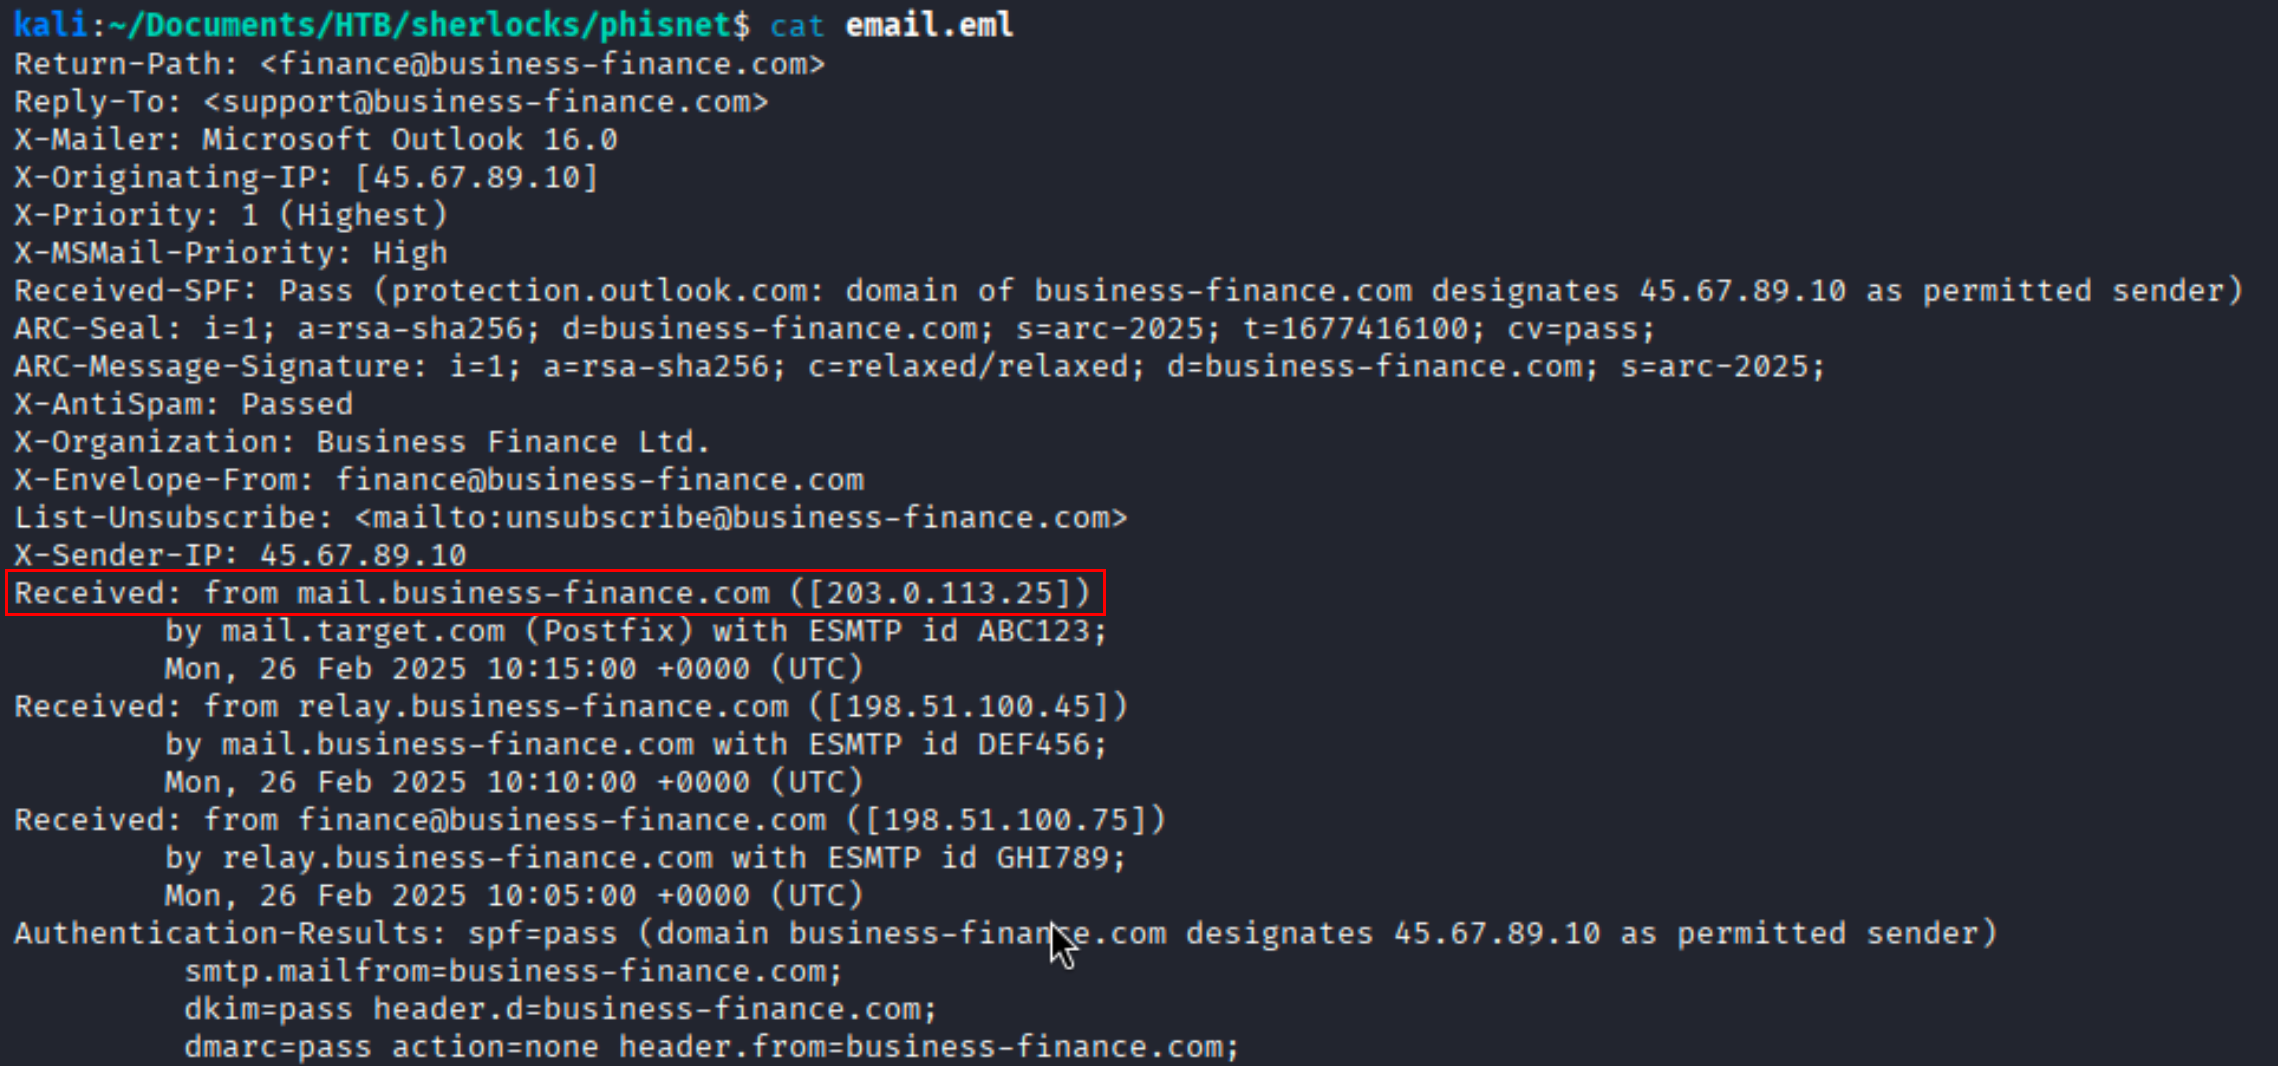 kali:~/Documents/HTB/sherlocks/phisnet$ cat email.eml
Return-Path: <finance@business-finance.com>
Reply-To: <support@business-finance.com>
X-Mailer: Microsoft Outlook 16.0
X-Originating-IP: [45.67.89.10]
X-Priority: 1 (Highest)
X-MSMail-Priority: High
Received-SPF: Pass (protection.outlook.com: domain of business-finance.com designates 45.67.89.10 as permitted sender)
ARC-Seal: i=1; a=rsa-sha256; d=business-finance.com; s=arc-2025; t=1677416100; cv=pass;
ARC-Message-Signature: i=1; a=rsa-sha256; c=relaxed/relaxed; d=business-finance.com; s=arc-2025;
X-AntiSpam: Passed
X-Organization: Business Finance Ltd.
X-Envelope-From: finance@business-finance.com
List-Unsubscribe: <mailto:unsubscribe@business-finance.com>
X-Sender-IP: 45.67.89.10
Received: from mail.business-finance.com ([203.0.113.25])
        by mail.target.com (Postfix) with ESMTP id ABC123;
        Mon, 26 Feb 2025 10:15:00 +0000 (UTC)
Received: from relay.business-finance.com ([198.51.100.45])
        by mail.business-finance.com with ESMTP id DEF456;
        Mon, 26 Feb 2025 10:10:00 +0000 (UTC)
Received: from finance@business-finance.com ([198.51.100.75])
        by relay.business-finance.com with ESMTP id GHI789;
        Mon, 26 Feb 2025 10:05:00 +0000 (UTC)
Authentication-Results: spf=pass (domain business-finance.com designates 45.67.89.10 as permitted sender)
         smtp.mailfrom=business-finance.com;
         dkim=pass header.d=business-finance.com;
         dmarc=pass action=none header.from=business-finance.com;